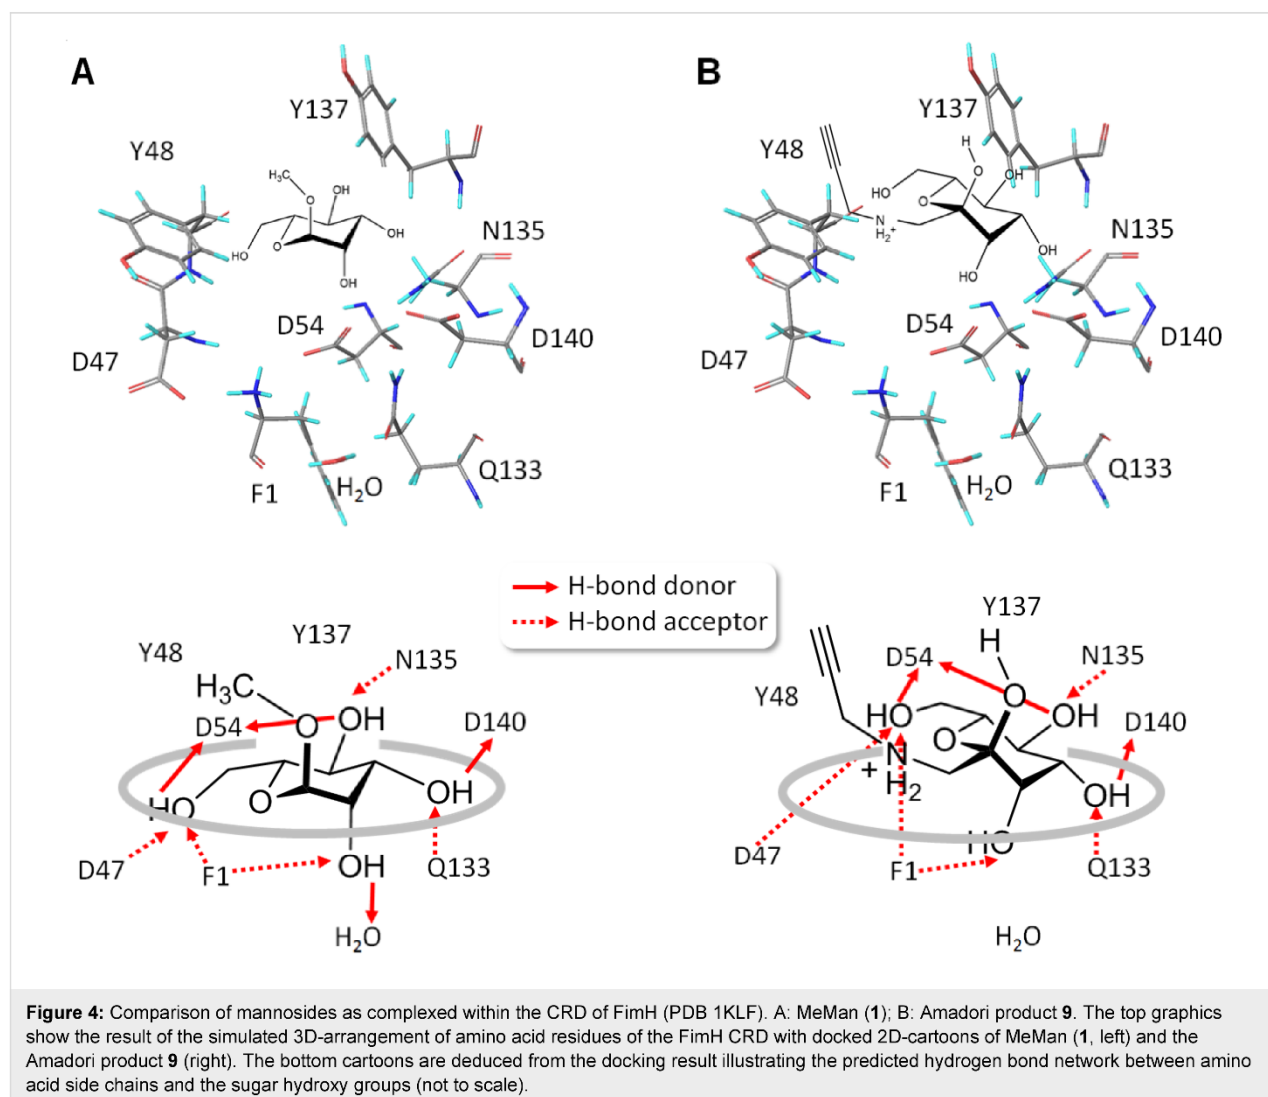 A
B
Y137
Y137
Y48
Y48
H
O
H₃C
O
OH
OH
HO
O
OH
N
H₂⁺
N135
N135
HO
O
OH
OH
HO
OH
D54
D54
D140
D140
D47
D47
Q133
Q133
F1
H₂O
F1
H₂O
H-bond donor
H-bond acceptor
Y137
Y137
Y48
N135
H
D54
N135
H₃C
O
OH
D54
D140
Y48
HO
O
OH
D140
O
N
+
H₂
HO
O
OH
OH
D47
F1
OH
Q133
D47
F1
HO
Q133
H₂O
H₂O
Figure 4: Comparison of mannosides as complexed within the CRD of FimH (PDB 1KLF). A: MeMan (1); B: Amadori product 9. The top graphics
show the result of the simulated 3D-arrangement of amino acid residues of the FimH CRD with docked 2D-cartoons of MeMan (1, left) and the
Amadori product 9 (right). The bottom cartoons are deduced from the docking result illustrating the predicted hydrogen bond network between amino
acid side chains and the sugar hydroxy groups (not to scale).